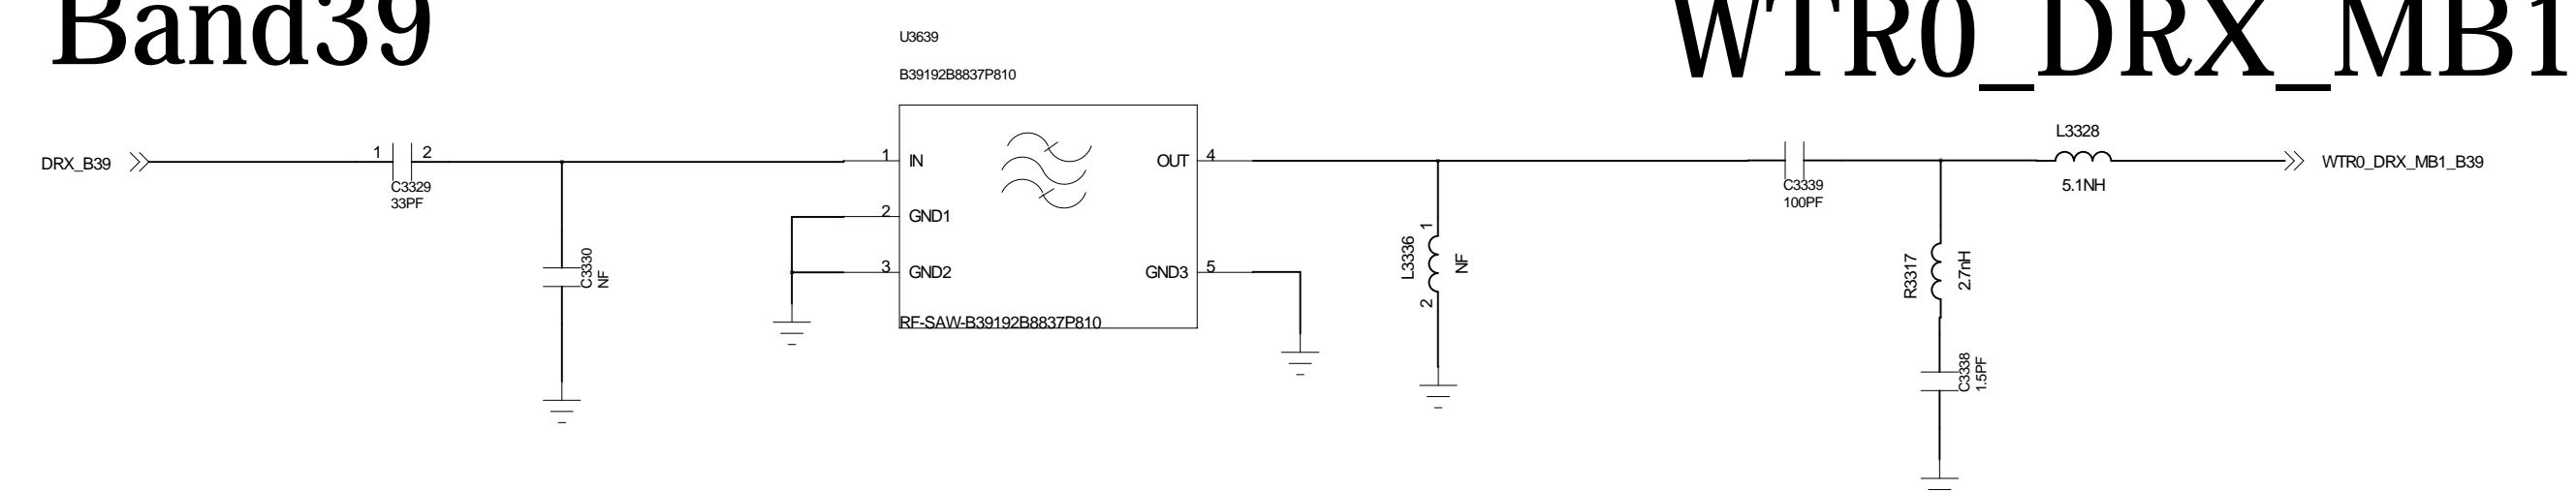 Band39
WTR0_DRX_MB1
U3639
B39192B8837P810
DRX_B39
1
2
C3329
33PF
C3330
NF
1
IN
2
GND1
3
GND2
OUT
4
GND3
5
RF-SAW-B39192B8837P810
L3336
1
2
NF
C3339
100PF
R3317
2.7nH
C3338
1.5PF
L3328
5.1NH
WTR0_DRX_MB1_B39